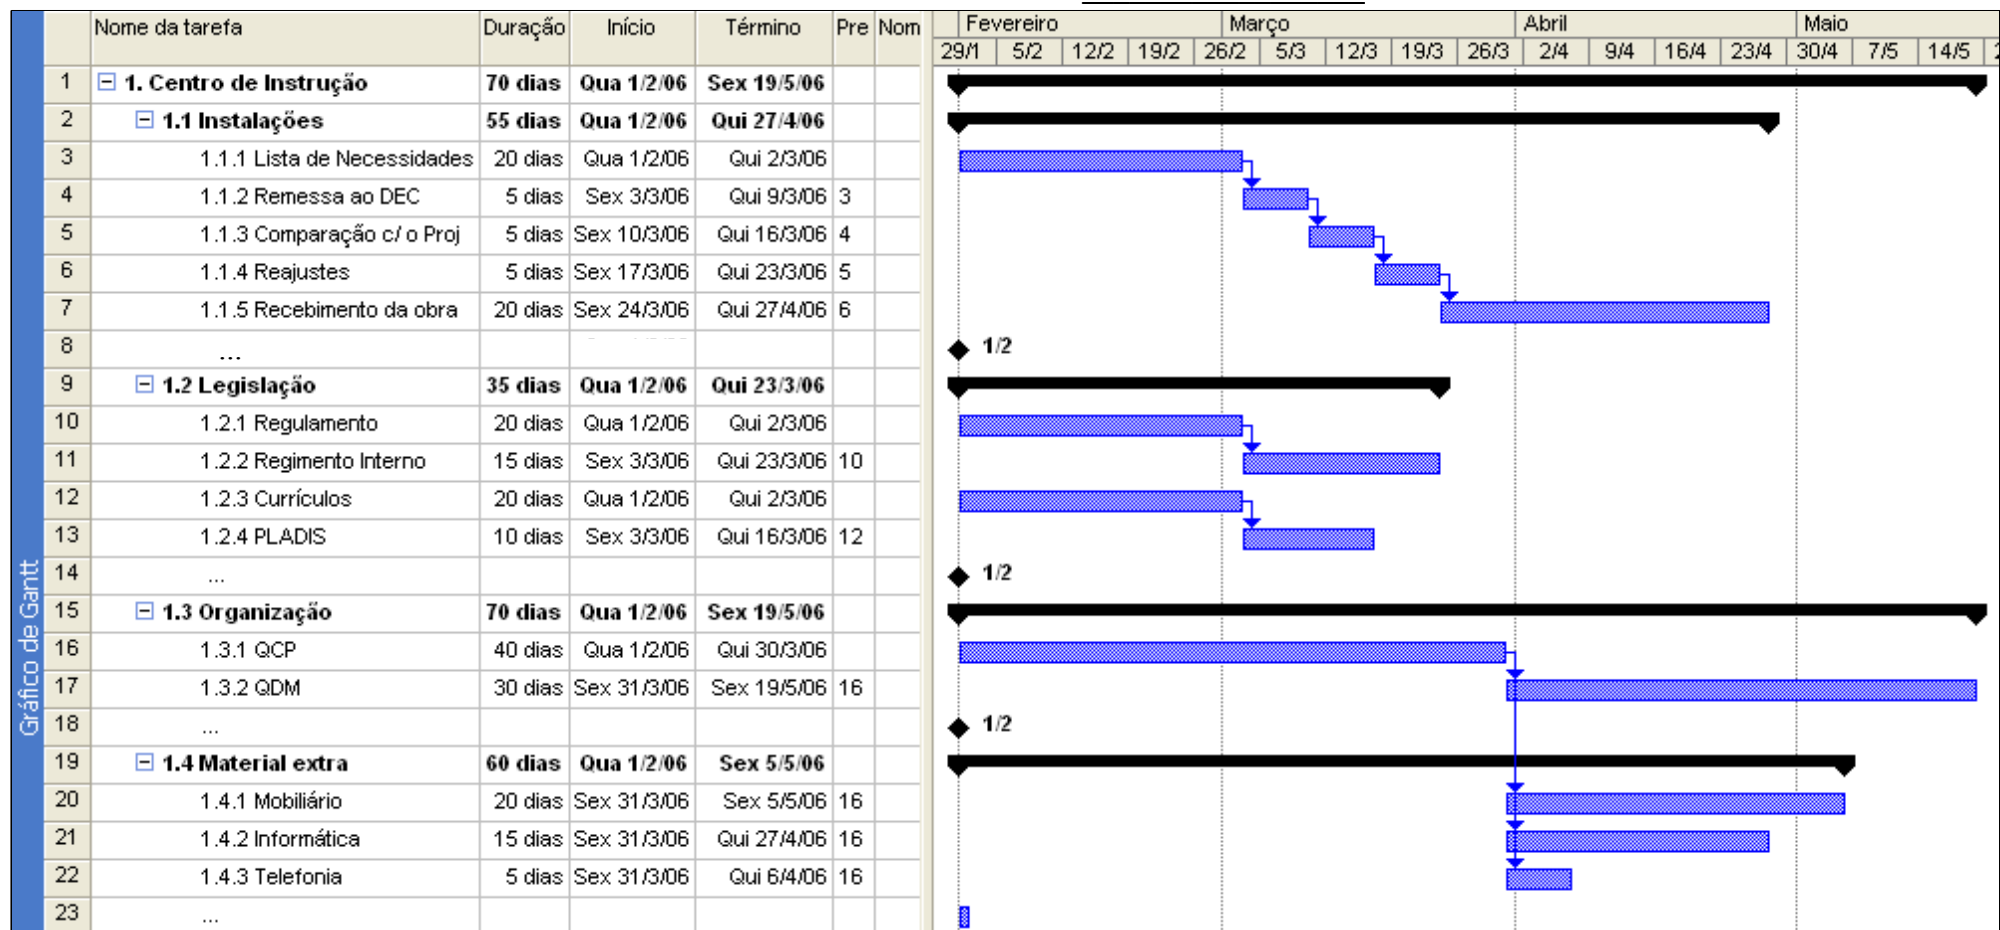 Nome da tarefa Duração Início Término Pre Nom Fevereiro Março Abril Maio
29/1 5/2 12/2 19/2 26/2 5/3 12/3 19/3 26/3 2/4 9/4 16/4 23/4 30/4 7/5 14/5
1 1. Centro de Instrução 70 dias Qua 1/2/06 Sex 19/5/06
2 1.1 Instalações 55 dias Qua 1/2/06 Qui 27/4/06
3 1.1.1 Lista de Necessidades 20 dias Qua 1/2/06 Qui 2/3/06
4 1.1.2 Remessa ao DEC 5 dias Sex 3/3/06 Qui 9/3/06 3
5 1.1.3 Comparação c/ o Proj 5 dias Sex 10/3/06 Qui 16/3/06 4
6 1.1.4 Reajustes 5 dias Sex 17/3/06 Qui 23/3/06 5
7 1.1.5 Recebimento da obra 20 dias Sex 24/3/06 Qui 27/4/06 6
8 ... 1/2
9 1.2 Legislação 35 dias Qua 1/2/06 Qui 23/3/06
10 1.2.1 Regulamento 20 dias Qua 1/2/06 Qui 2/3/06
11 1.2.2 Regimento Interno 15 dias Sex 3/3/06 Qui 23/3/06 10
12 1.2.3 Currículos 20 dias Qua 1/2/06 Qui 2/3/06
13 1.2.4 PLADIS 10 dias Sex 3/3/06 Qui 16/3/06 12
14 ... 1/2
15 1.3 Organização 70 dias Qua 1/2/06 Sex 19/5/06
16 1.3.1 QCP 40 dias Qua 1/2/06 Qui 30/3/06
17 1.3.2 QDM 30 dias Sex 31/3/06 Sex 19/5/06 16
18 ... 1/2
19 1.4 Material extra 60 dias Qua 1/2/06 Sex 5/5/06
20 1.4.1 Mobiliário 20 dias Sex 31/3/06 Sex 5/5/06 16
21 1.4.2 Informática 15 dias Sex 31/3/06 Qui 27/4/06 16
22 1.4.3 Telefonia 5 dias Sex 31/3/06 Qui 6/4/06 16
23 ...
Gráfico de Gantt